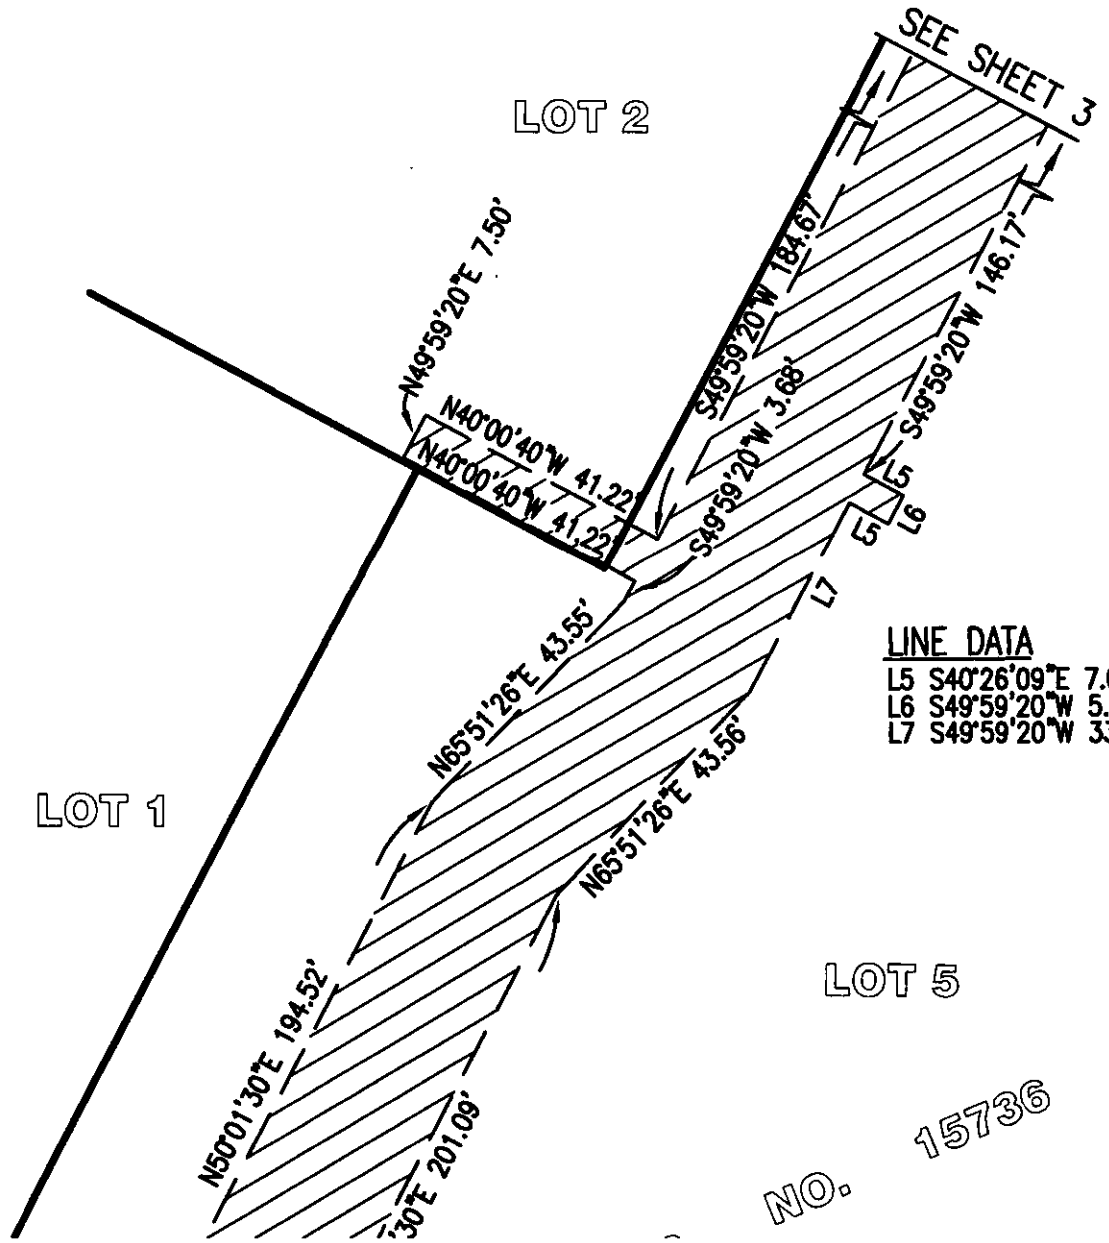 SEE SHEET 3
LOT 2
N49°59'20"E 7.50'
S49°59'20"W 184.67'
S49°59'20"W 146.17'
N40°00'40"W 41.22'
N40°00'40"W 41.22'
S49°59'20"W 3.68'
L5
L6
L5
L7
N65°51'26"E 43.55'
LINE DATA
L5 S40°26'09"E 7.
L6 S49°59'20"W 5.
L7 S49°59'20"W 33
N65°51'26"E 43.56'
LOT 1
LOT 5
N50°01'30"E 194.52'
'30"E 201.09'
NO. 15736